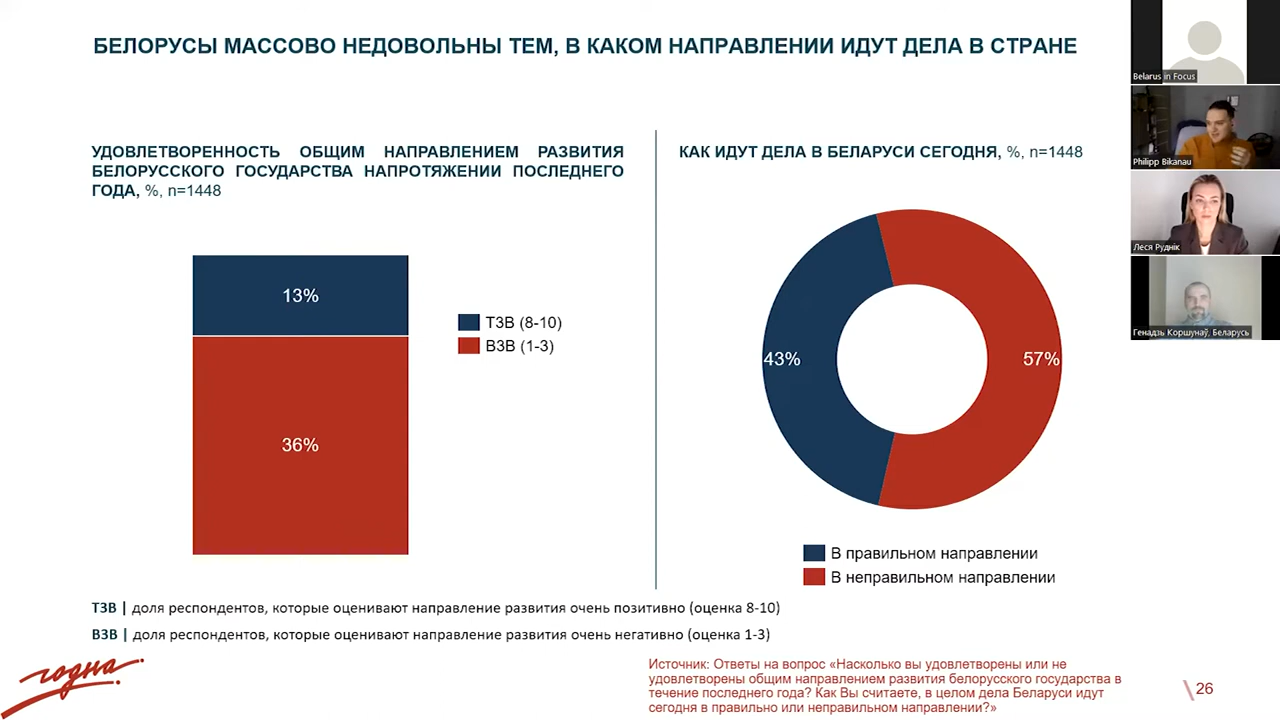 БЕЛОРУСЫ МАССОВО НЕДОВОЛЬНЫ ТЕМ, В КАКОМ НАПРАВЛЕНИИ ИДУТ ДЕЛА В СТРАНЕ
УДОВЛЕТВОРЕННОСТЬ ОБЩИМ НАПРАВЛЕНИЕМ РАЗВИТИЯ
БЕЛОРУССКОГО ГОСУДАРСТВА НАПРОТЯЖЕНИИ ПОСЛЕДНЕГО
ГОДА, %, n=1448
13%
36%
T3B (8-10)
B3B (1-3)
КАК ИДУТ ДЕЛА В БЕЛАРУСИ СЕГОДНЯ, %, n=1448
43%
57%
В правильном направлении
В неправильном направлении
T3B | доля респондентов, которые оценивают направление развития очень позитивно (оценка 8-10)
B3B | доля респондентов, которые оценивают направление развития очень негативно (оценка 1-3)
годна
Источник: Ответы на вопрос «Насколько вы удовлетворены или не
удовлетворены общим направлением развития белорусского государства в
течение последнего года? Как Вы считаете, в целом дела Беларуси идут
сегодня в правильно или неправильном направлении?»
26
Belarus in Focus
Philipp Bikanau
Леся Руднік
Генадзь Коршунаў, Беларусь